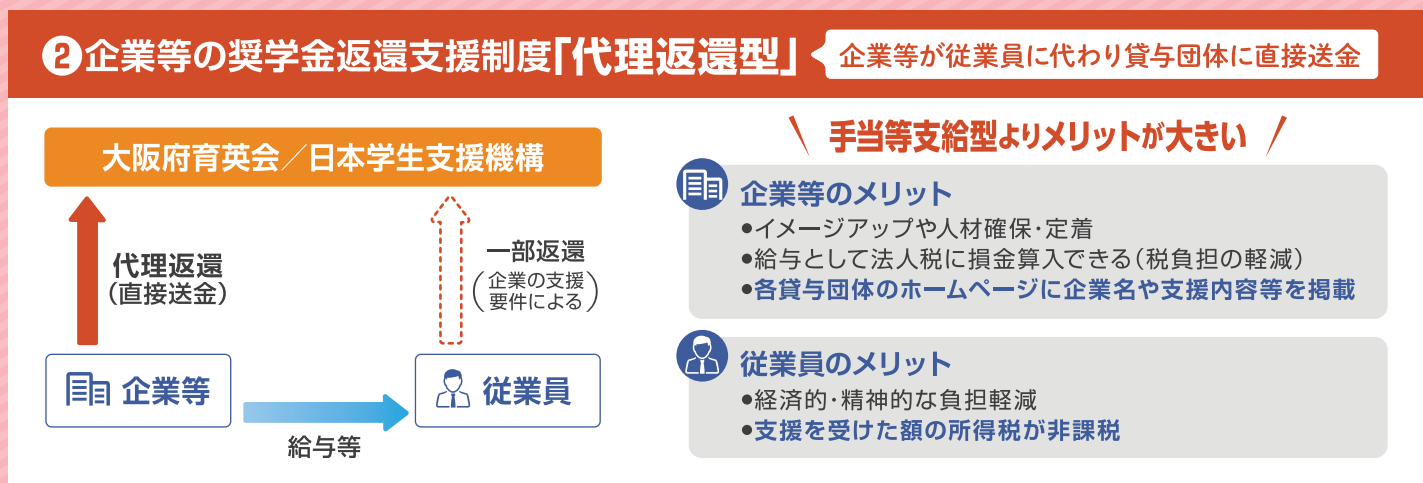 ❷企業等の奨学金返還支援制度「代理返還型」
企業等が従業員に代わり貸与団体に直接送金
大阪府育英会／日本学生支援機構
代理返還
(直接送金)
一部返還
(企業の支援
要件による)
企業等
給与等
従業員
手当等支給型よりメリットが大きい
企業等のメリット
●イメージアップや人材確保・定着
●給与として法人税に損金算入できる(税負担の軽減)
●各貸与団体のホームページに企業名や支援内容等を掲載
従業員のメリット
●経済的・精神的な負担軽減
●支援を受けた額の所得税が非課税